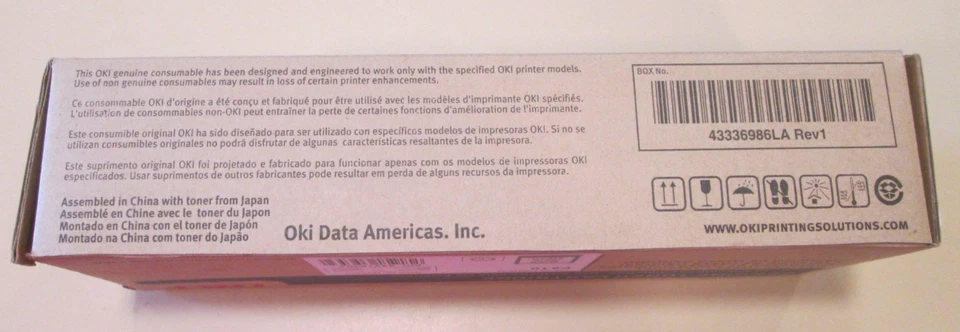 This OKI genuine consumable has been designed and engineered to work only with the specified OKI printer models.
Use of non genuine consumables may result in loss of certain printer enhancements.
Ce consommable OKI d'origine a été conçu et fabriqué pour être utilisé avec les modèles d'imprimante OKI spécifiés.
L'utilisation de consommables non-OKI peut entraîner la perte de certaines fonctions d'amélioration de l'imprimante.
Este consumible original OKI ha sido diseñado para ser utilizado con específicos modelos de impresoras OKI. Si no se
utilizan consumibles originales no podrá disfrutar de algunas características resaltantes de la impresora.
Este suprimento original OKI foi projetado e fabricado para funcionar apenas com os modelos de impressoras OKI
especificados. Usar suprimentos de outros fabricantes pode resultar em perda de alguns recursos da impressora.
Assembled in China with toner from Japan
Assemblé en Chine avec le toner du Japon
Montado en China con el toner de Japón
Montado na China com toner do Japão
Oki Data Americas. Inc.
BOX No.
43336986LA Rev1
WWW.OKIPRINTINGSOLUTIONS.COM